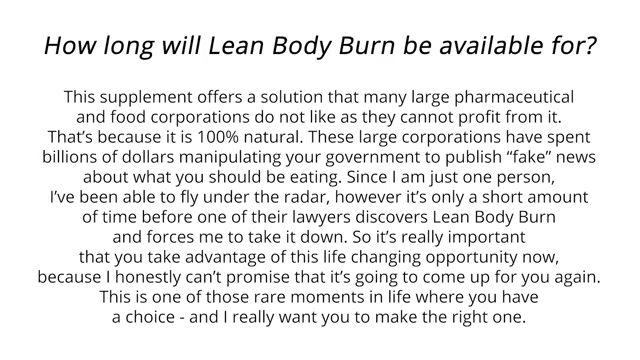 How long will Lean Body Burn be available for?
This supplement offers a solution that many large pharmaceutical
and food corporations do not like as they cannot profit from it.
That’s because it is 100% natural. These large corporations have spent
billions of dollars manipulating your government to publish “fake” news
about what you should be eating. Since I am just one person,
I’ve been able to fly under the radar, however it’s only a short amount
of time before one of their lawyers discovers Lean Body Burn
and forces me to take it down. So it’s really important
that you take advantage of this life changing opportunity now,
because I honestly can’t promise that it’s going to come up for you again.
This is one of those rare moments in life where you have
a choice - and I really want you to make the right one.